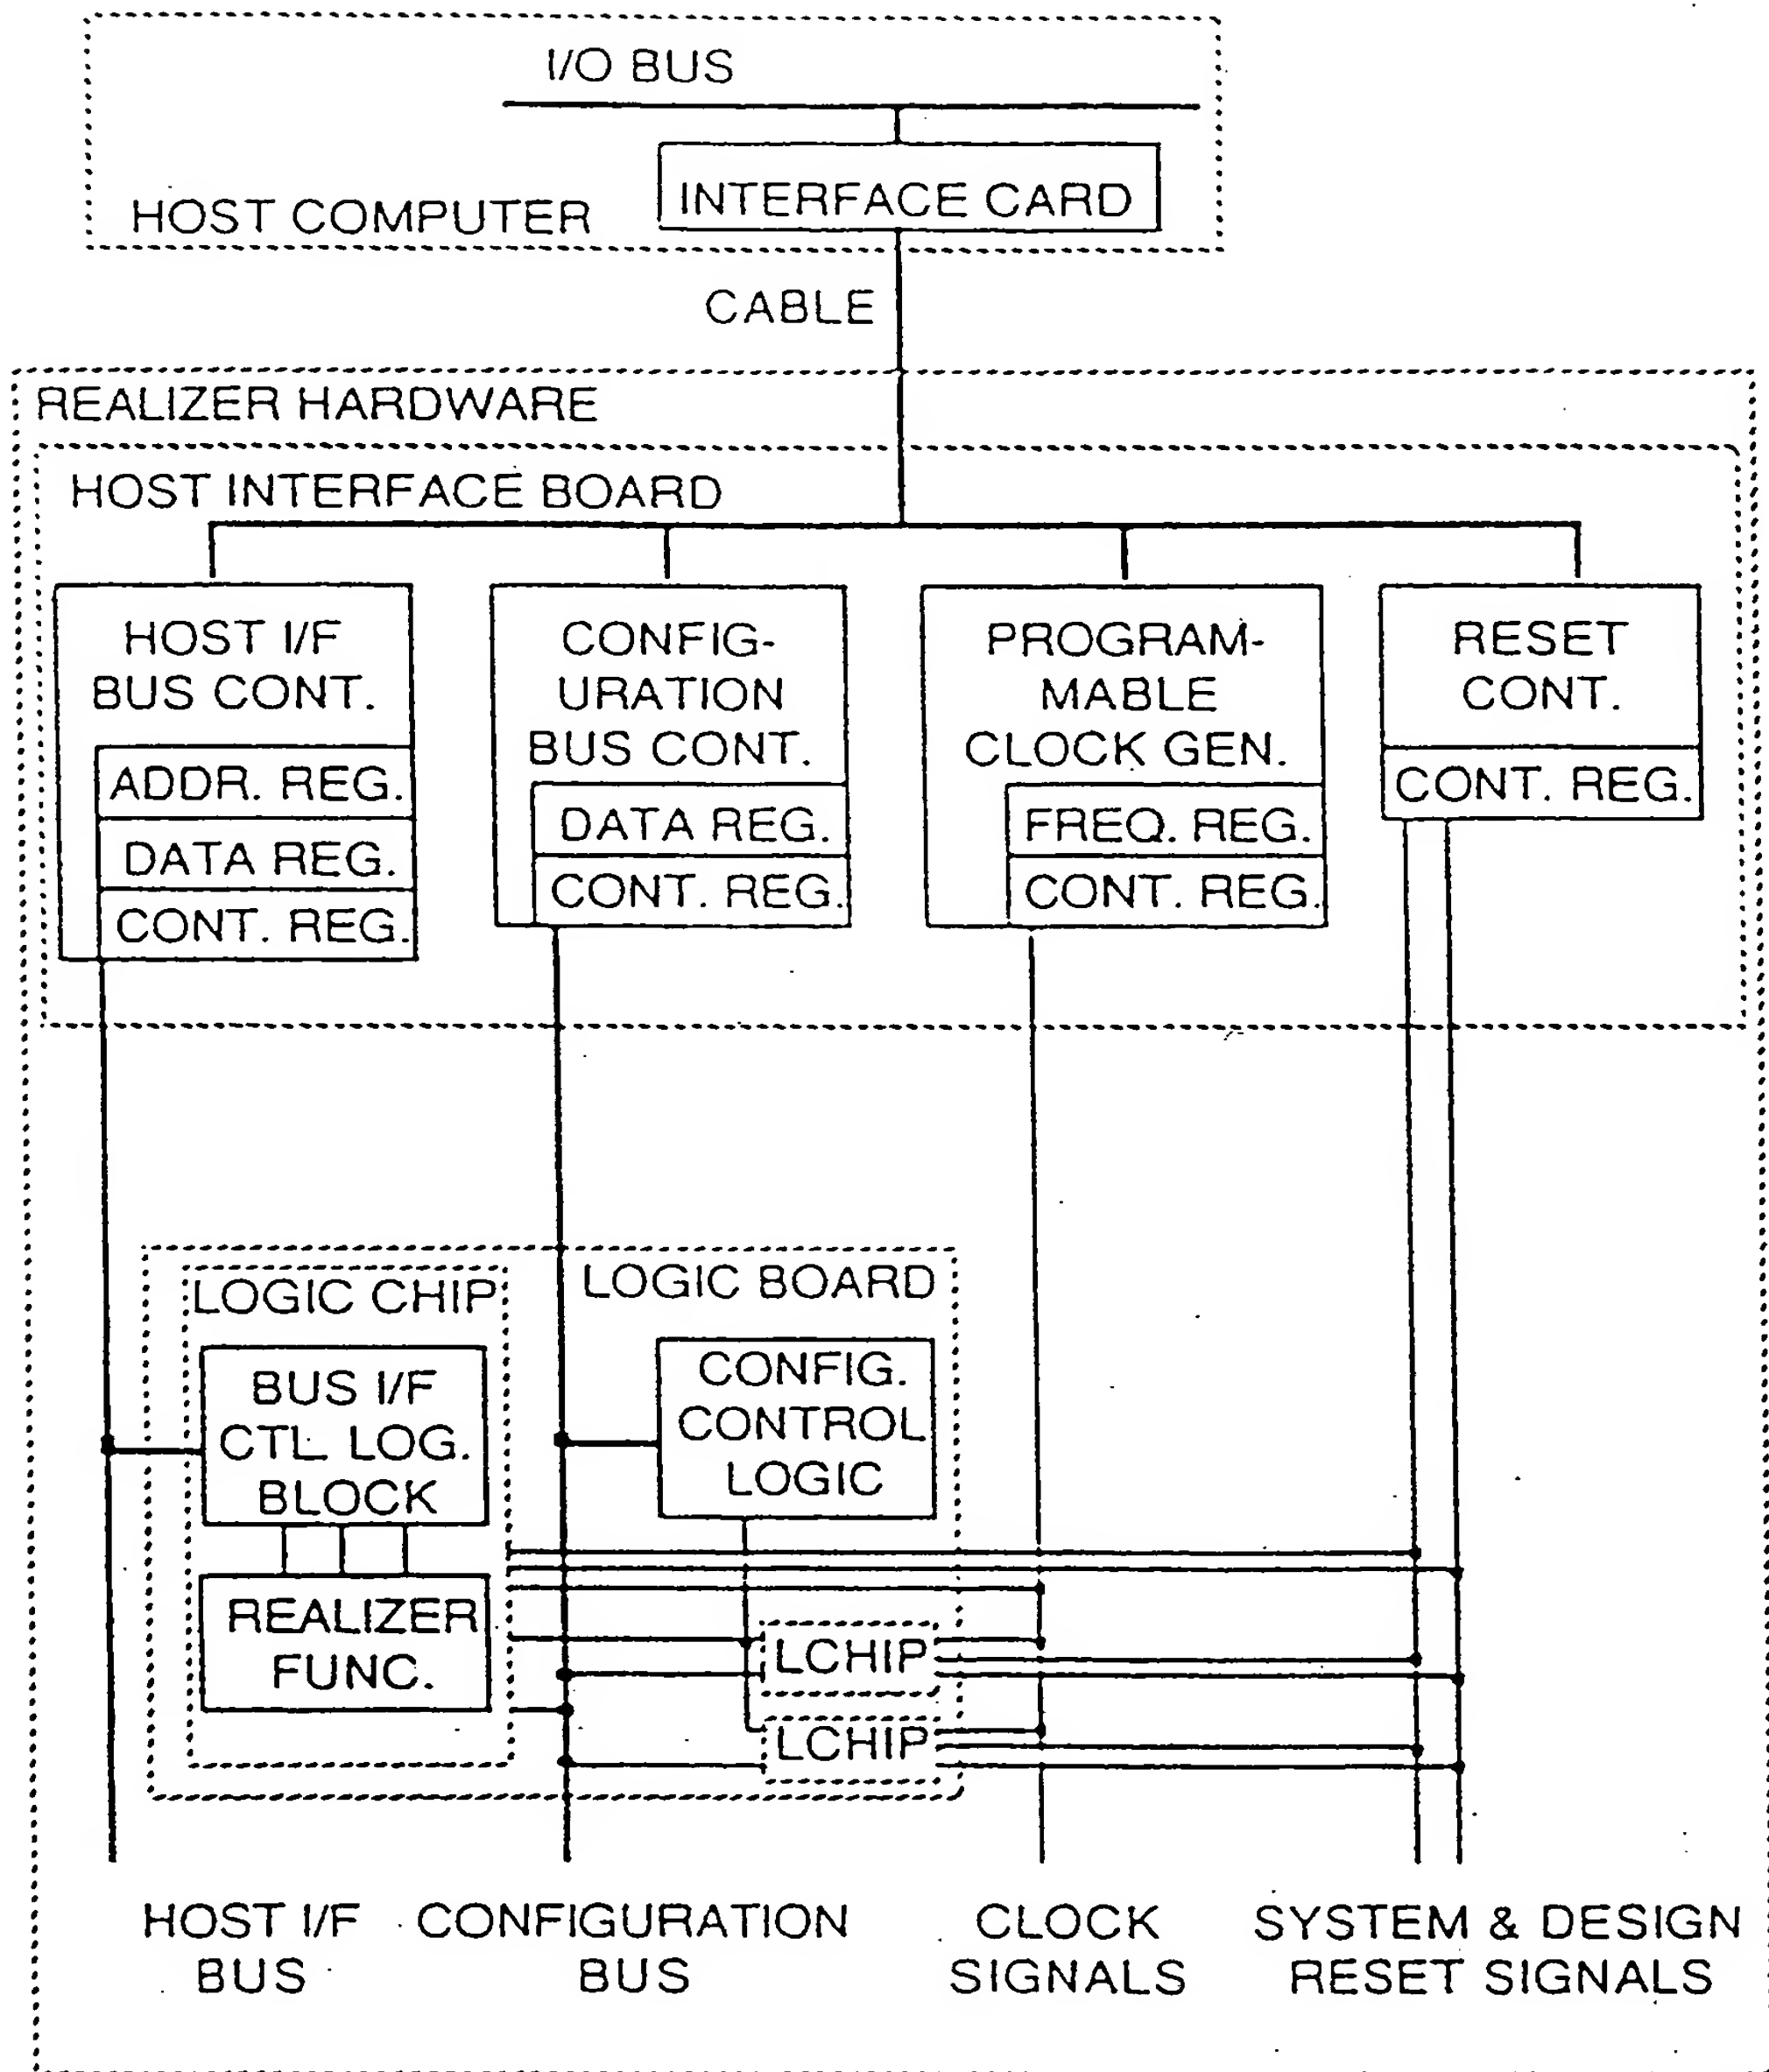 I/O BUS
INTERFACE CARD
HOST COMPUTER
CABLE
REALIZER HARDWARE
HOST INTERFACE BOARD
HOST I/F
BUS CONT.
ADDR. REG.
DATA REG.
CONT. REG.
CONFIG-
URATION
BUS CONT.
DATA REG.
CONT. REG.
PROGRAM-
MABLE
CLOCK GEN.
FREQ. REG.
CONT. REG.
RESET
CONT.
CONT. REG.
LOGIC BOARD
LOGIC CHIP
BUS I/F
CTL. LOG.
BLOCK
REALIZER
FUNC.
CONFIG.
CONTROL
LOGIC
LCHIP
LCHIP
HOST I/F
BUS
CONFIGURATION
BUS
CLOCK
SIGNALS
SYSTEM & DESIGN
RESET SIGNALS